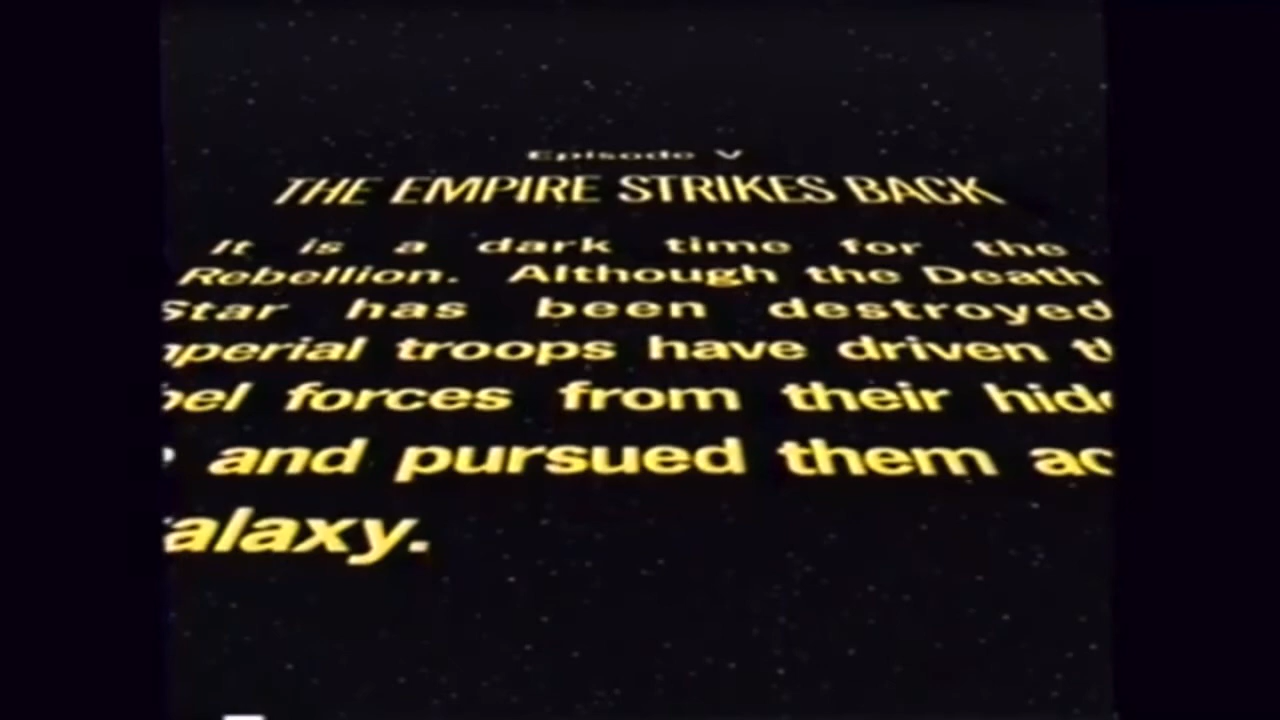 Episode V
THE EMPIRE STRIKES BACK
It is a dark time for the
Rebellion. Although the Death
Star has been destroyed
mperial troops have driven th
bel forces from their hid
and pursued them ac
alaxy.